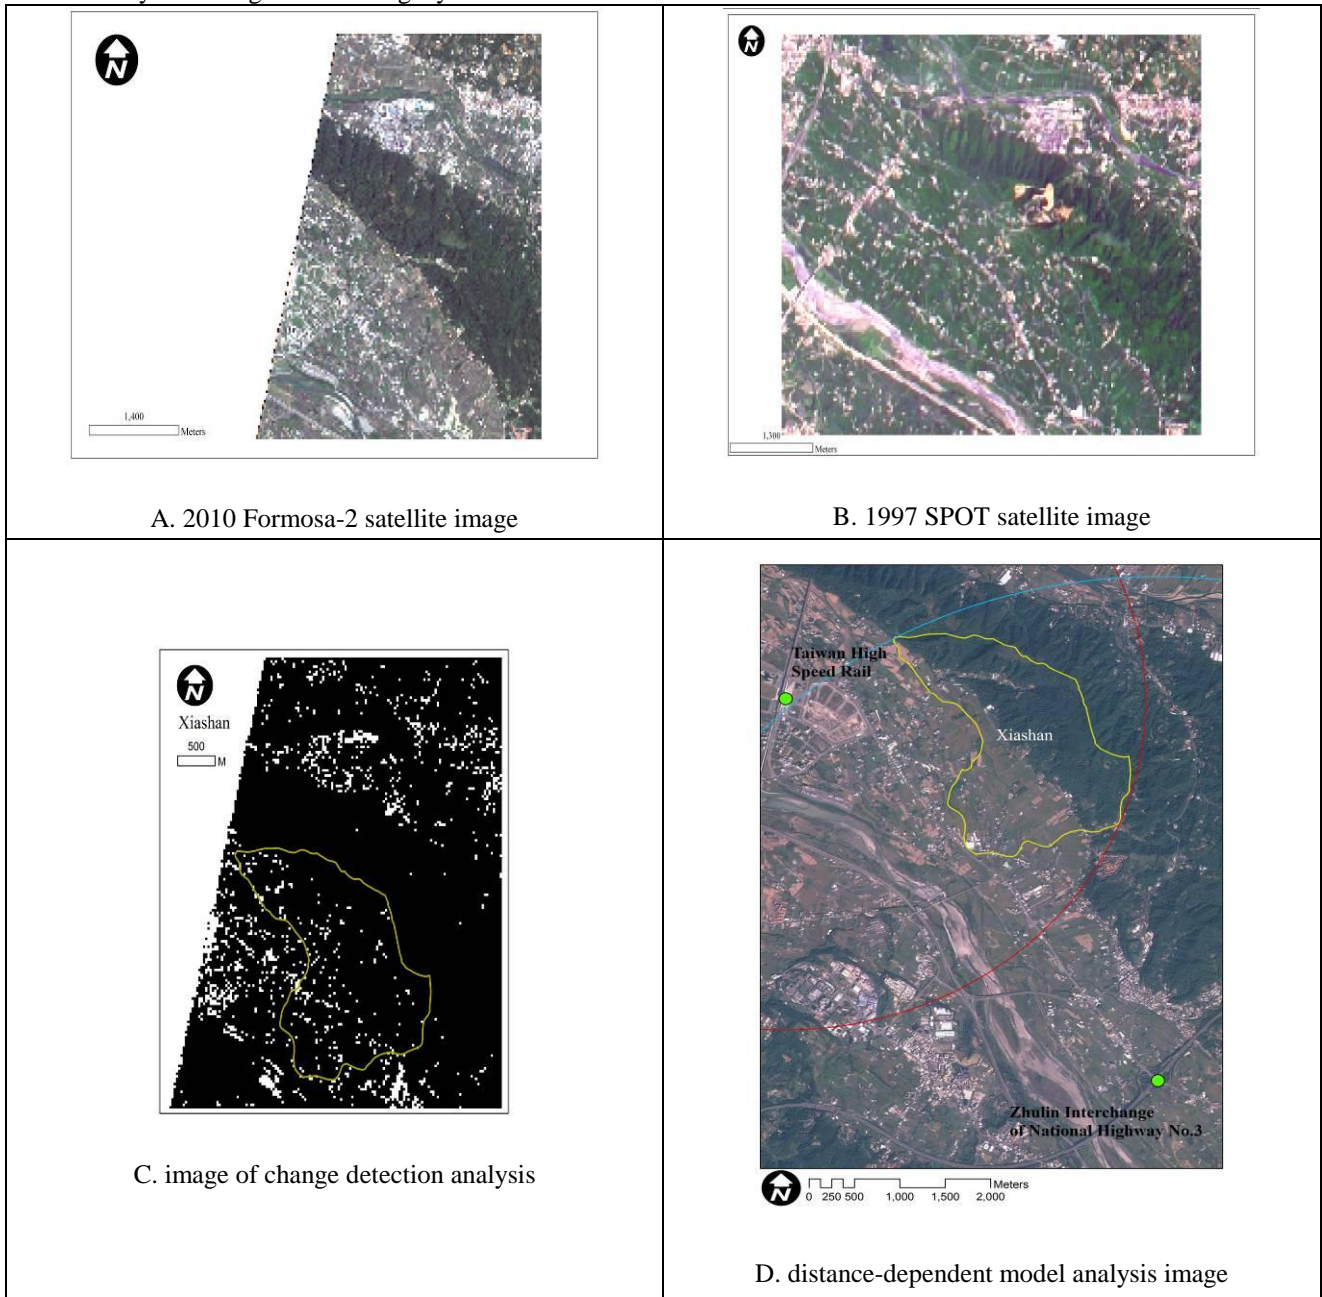 N
1,400
Meters
A. 2010 Formosa-2 satellite image
N
1,300
Meters
B. 1997 SPOT satellite image
N
Xiashan
500
M
C. image of change detection analysis
Taiwan High
Speed Rail
Xiashan
Zhulin Interchange
of National Highway No.3
N
Meters
0 250 500 1,000 1,500 2,000
D. distance-dependent model analysis image